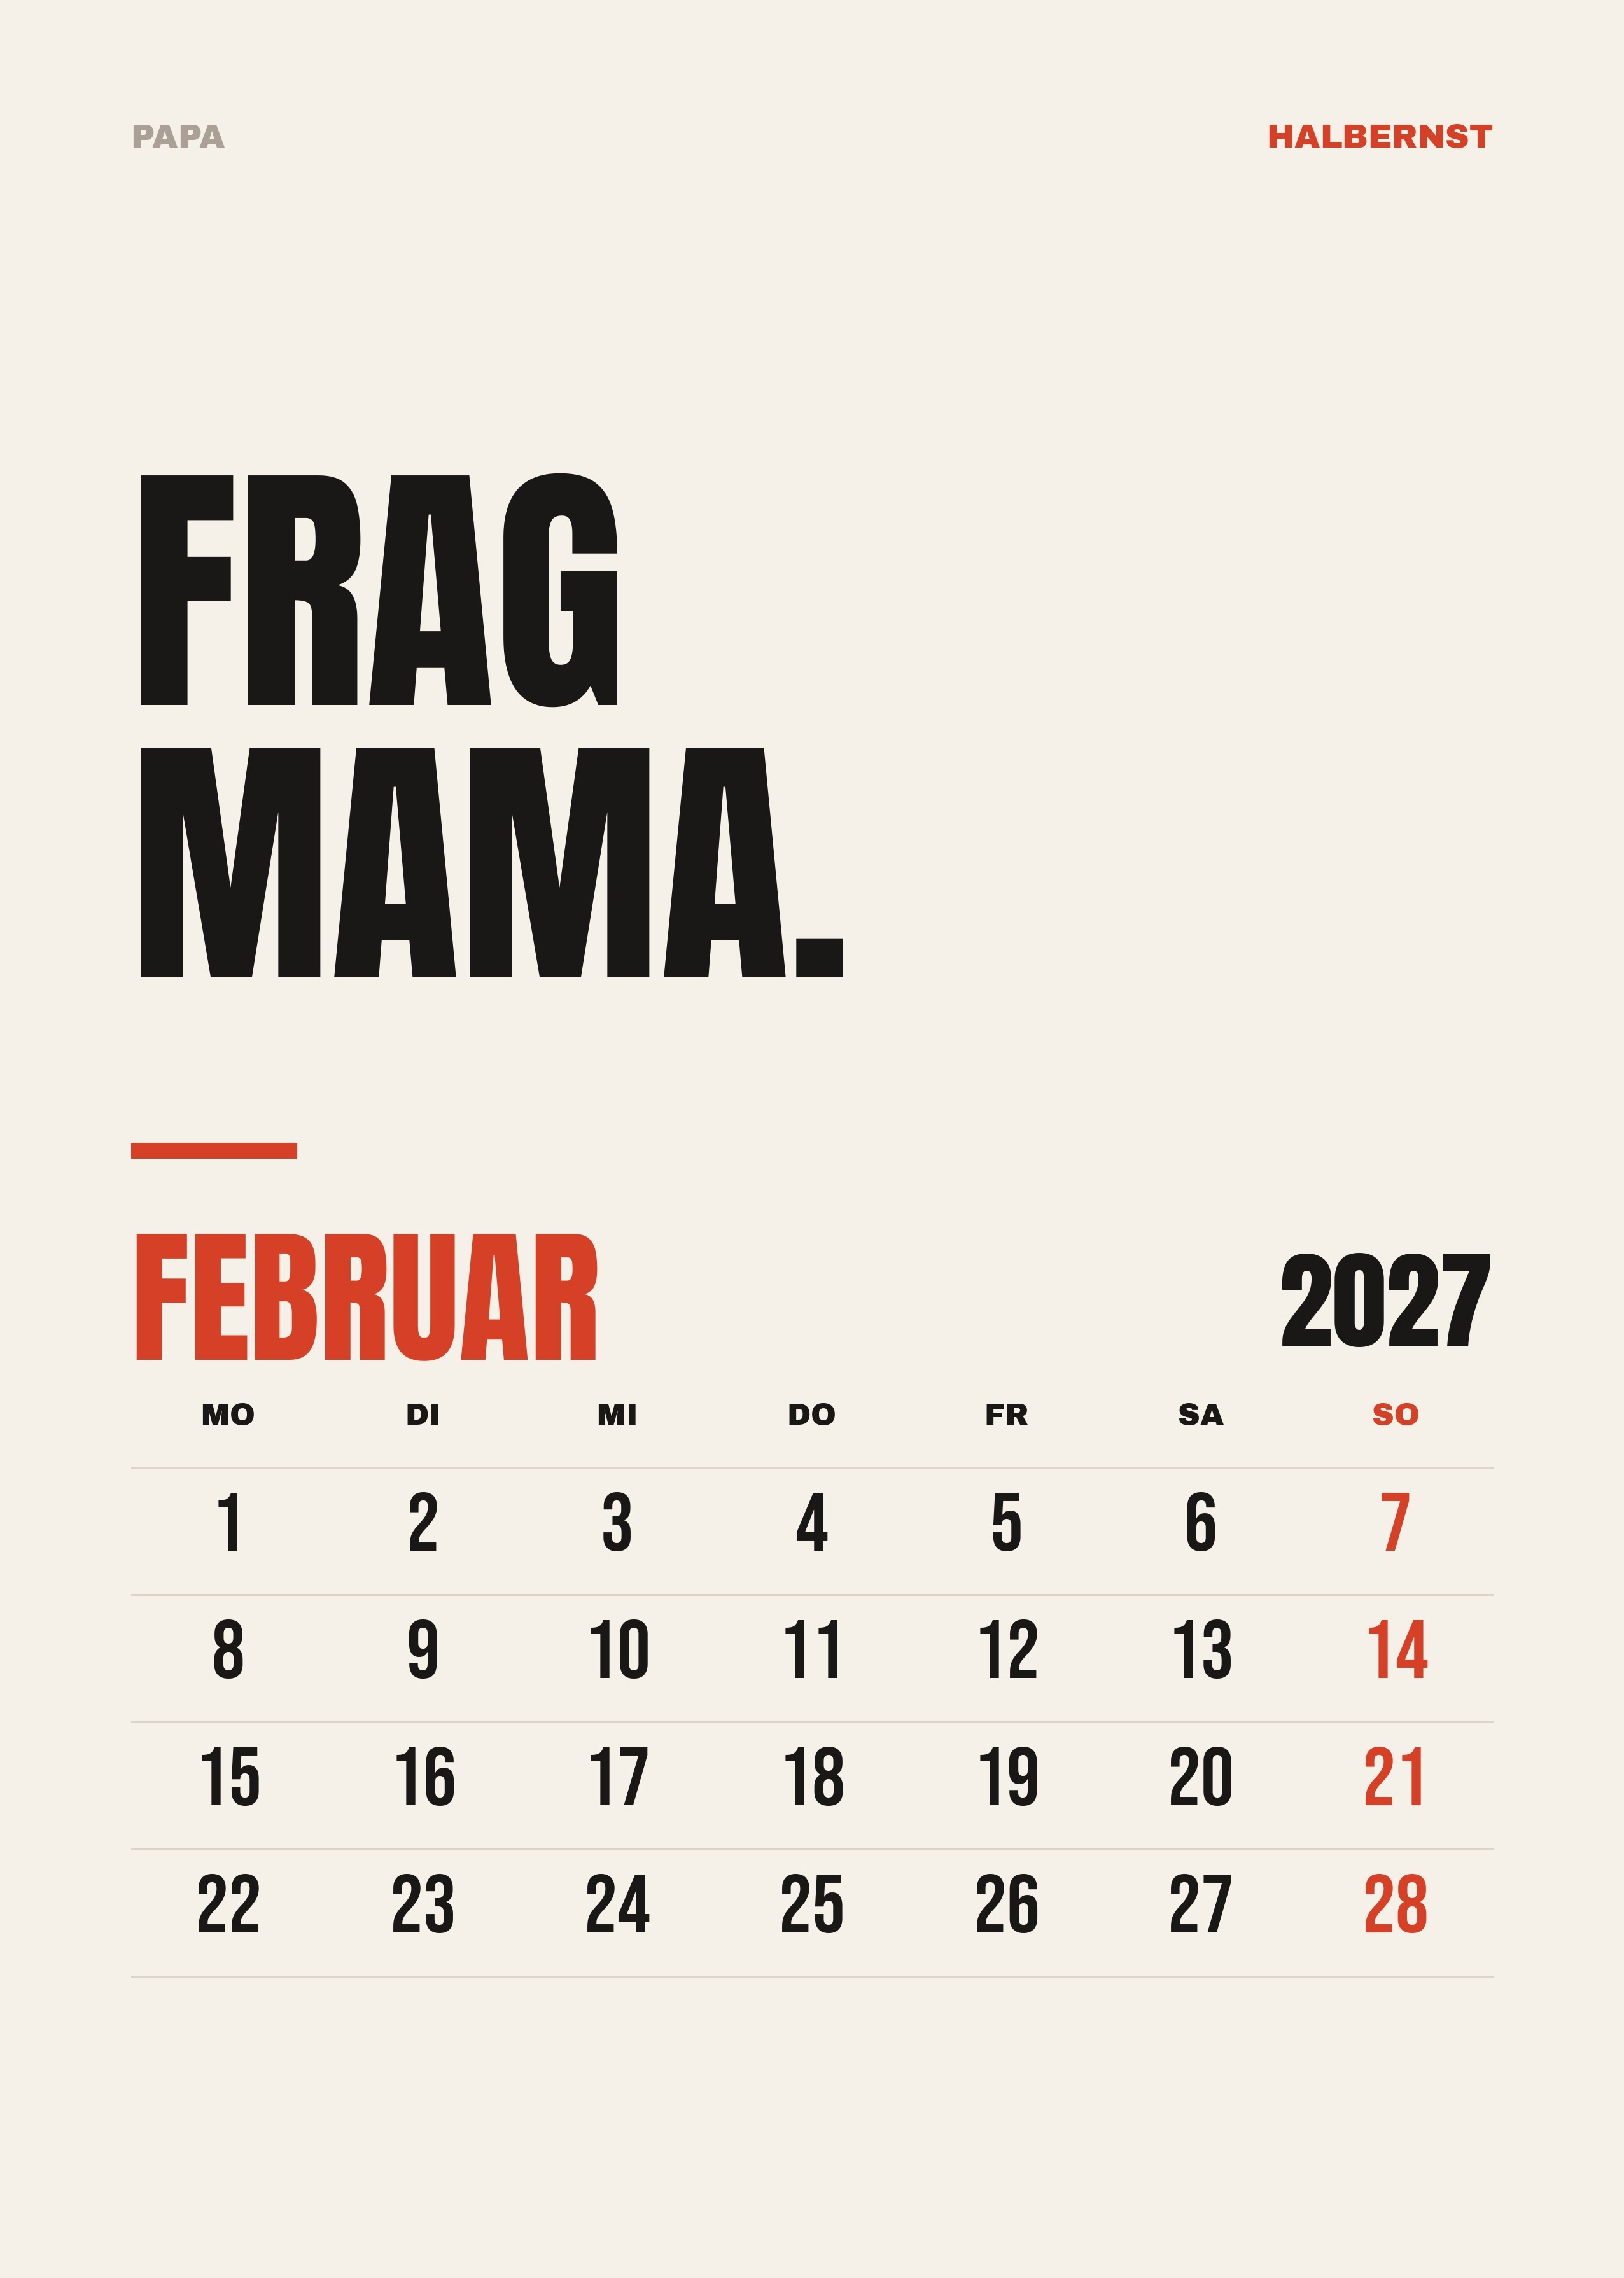 PAPA HALBERNST
FRAG
MAMA.
FEBRUAR 2027
MO DI MI DO FR SA SO
1 2 3 4 5 6 7
8 9 10 11 12 13 14
15 16 17 18 19 20 21
22 23 24 25 26 27 28